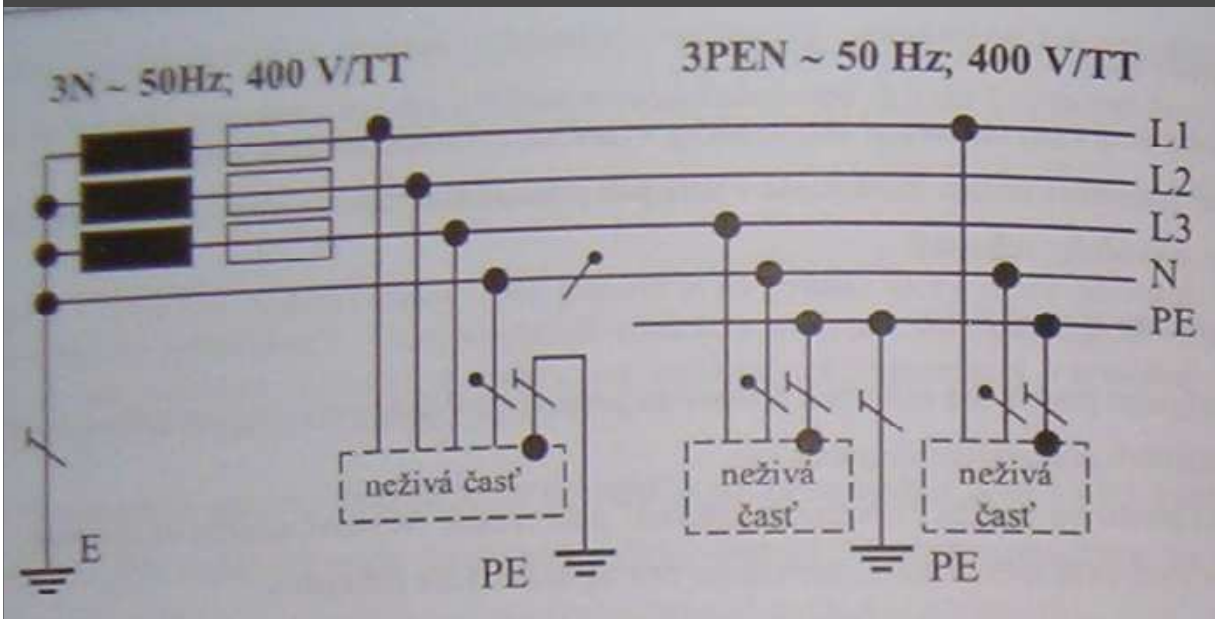 3N ~ 50Hz; 400 V/TT
3PEN ~ 50 Hz; 400 V/TT
L1
L2
L3
N
PE
neživá časť
neživá
časť
neživá
časť
E
PE
PE